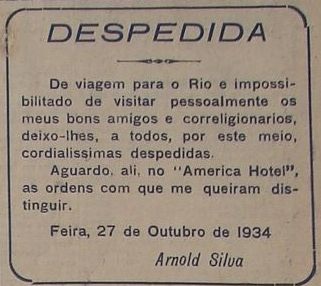 DESPEDIDA
De viagem para o Rio e impossi-
bilitado de visitar pessoalmente os
meus bons amigos e correligionarios,
deixo-lhes, a todos, por este meio,
cordialissimas despedidas.
Aguardo, ali, no "America Hotel",
as ordens com que me queiram dis-
tinguir.
Feira, 27 de Outubro de 1934
Arnold Silva